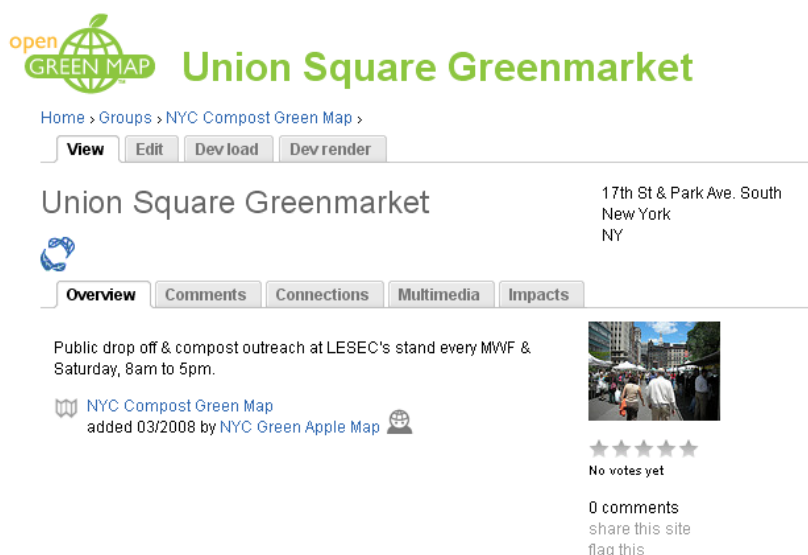 open
GREEN MAP
Union Square Greenmarket
Home › Groups › NYC Compost Green Map ›
View Edit Dev load Dev render
Union Square Greenmarket
17th St & Park Ave. South
New York
NY
Overview Comments Connections Multimedia Impacts
Public drop off & compost outreach at LESEC's stand every MWF &
Saturday, 8am to 5pm.
NYC Compost Green Map
added 03/2008 by NYC Green Apple Map
No votes yet
0 comments
share this site
flag this